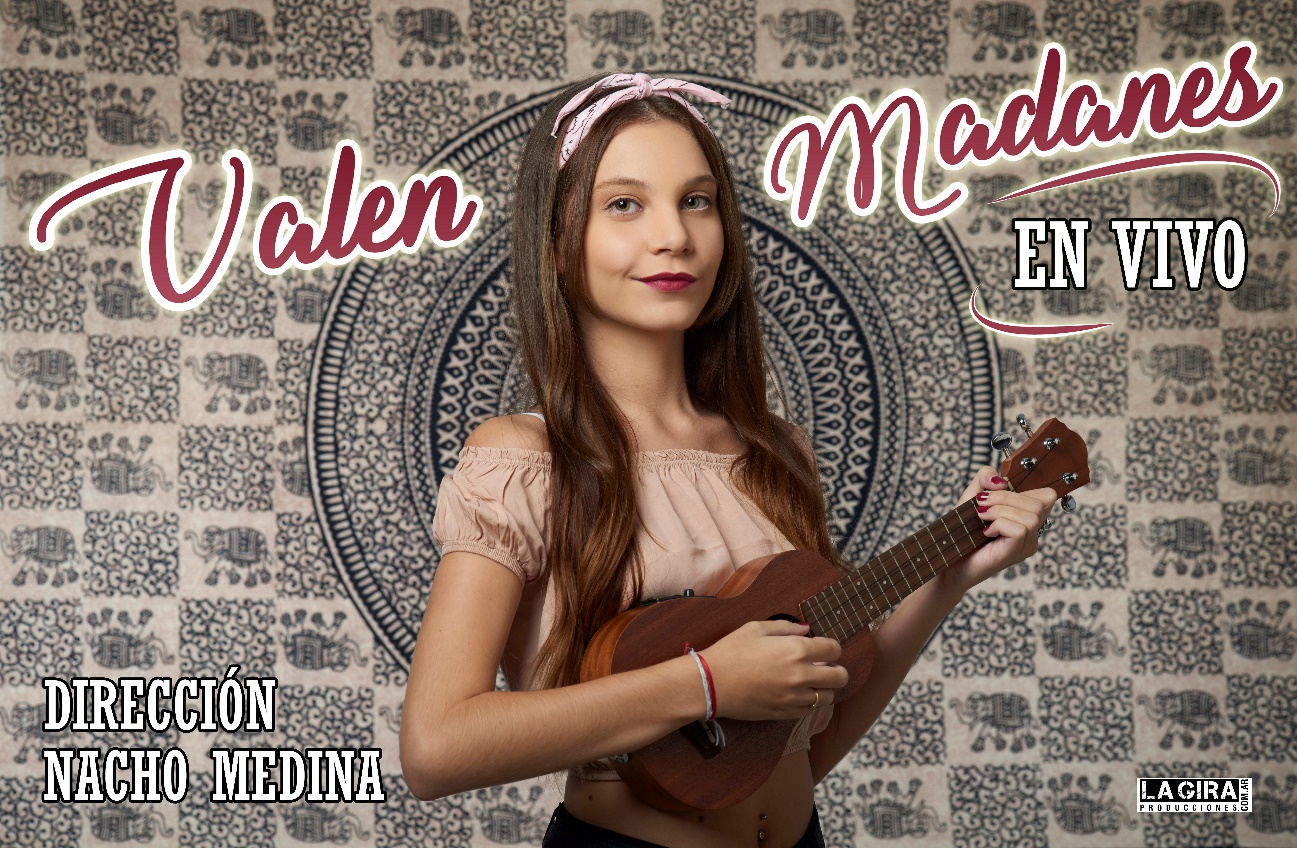 Valen Madanes
EN VIVO
DIRECCIÓN
NACHO MEDINA
LA GIRA
PRODUCCIONES.COM.AR